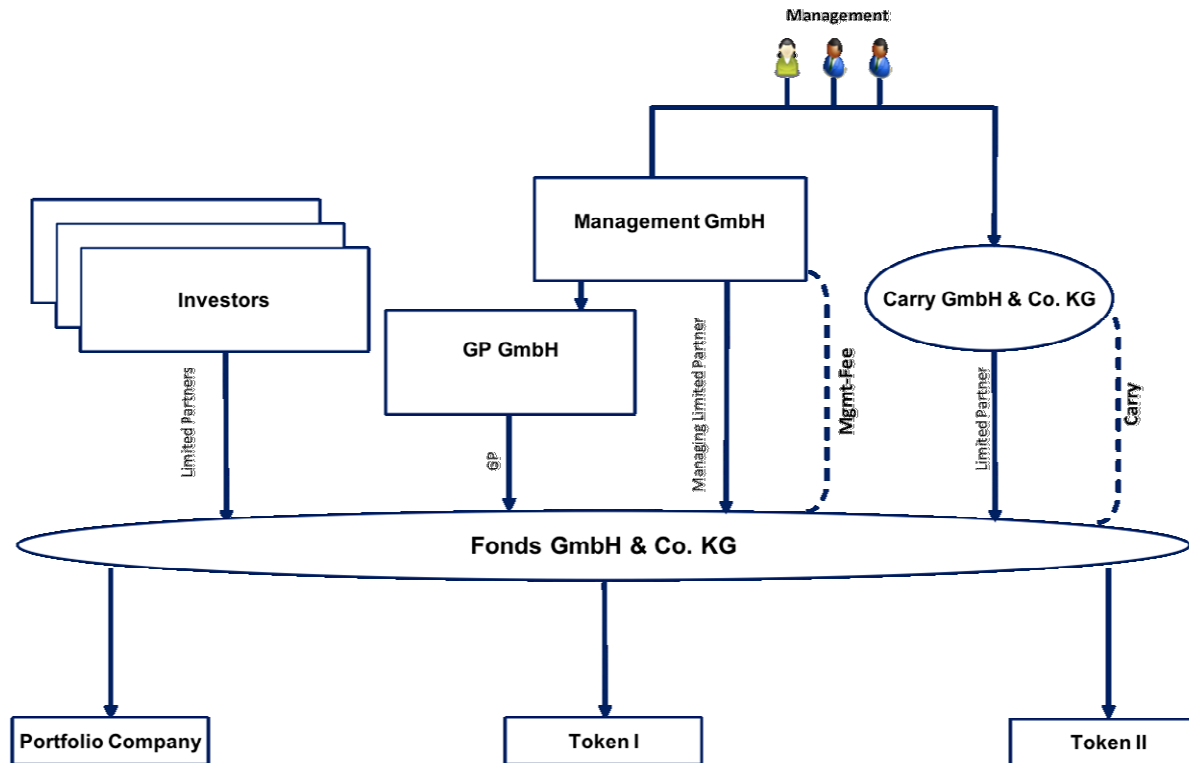 Management
Management GmbH
Investors
Carry GmbH & Co. KG
GP GmbH
Limited Partners
GP
Managing Limited Partner
Mgmt-Fee
Limited Partner
Carry
Fonds GmbH & Co. KG
Portfolio Company
Token I
Token II